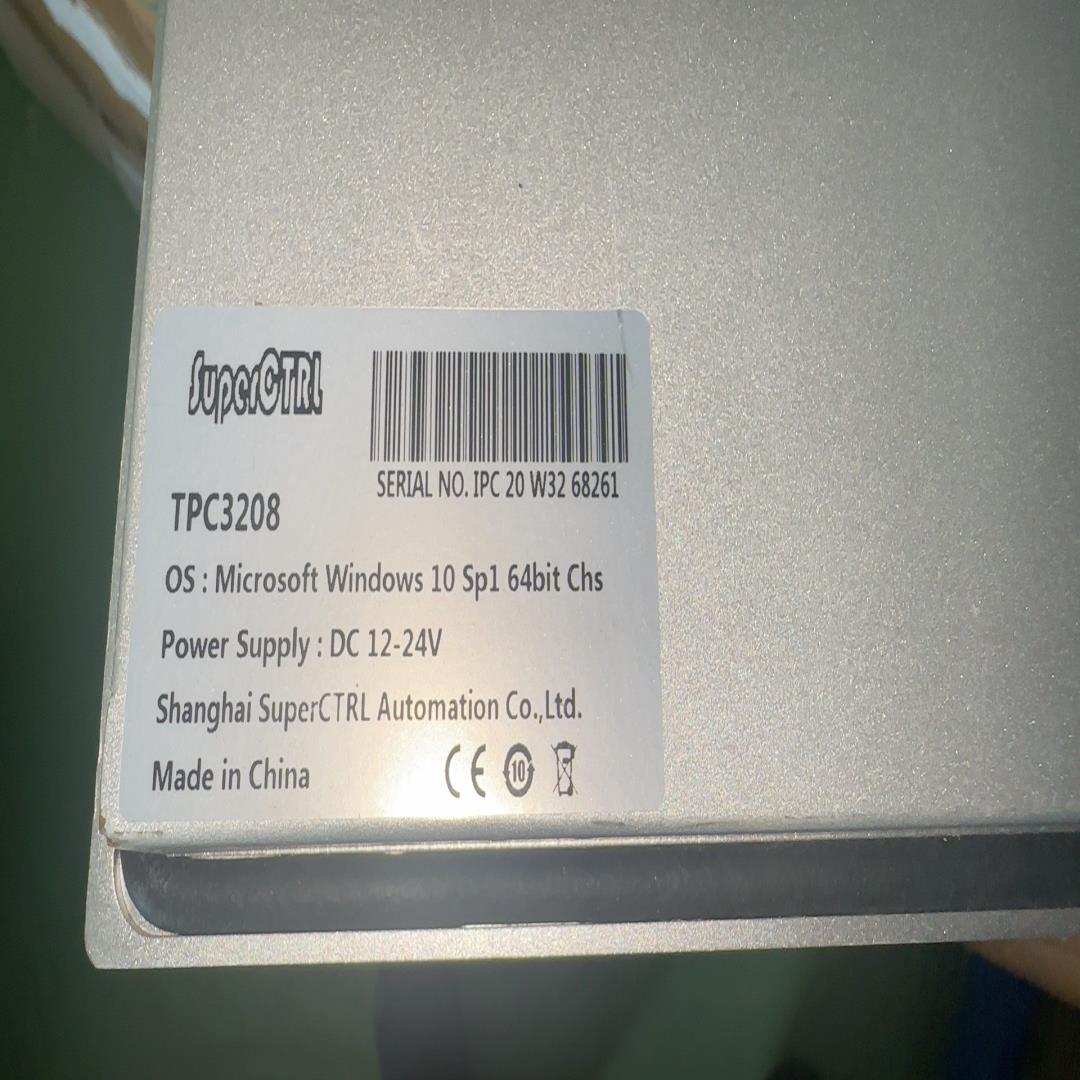 SuperCTRL
SERIAL NO. IPC 20 W32 68261
TPC3208
OS : Microsoft Windows 10 Sp1 64bit Chs
Power Supply : DC 12-24V
Shanghai SuperCTRL Automation Co.,Ltd.
Made in China CE 10